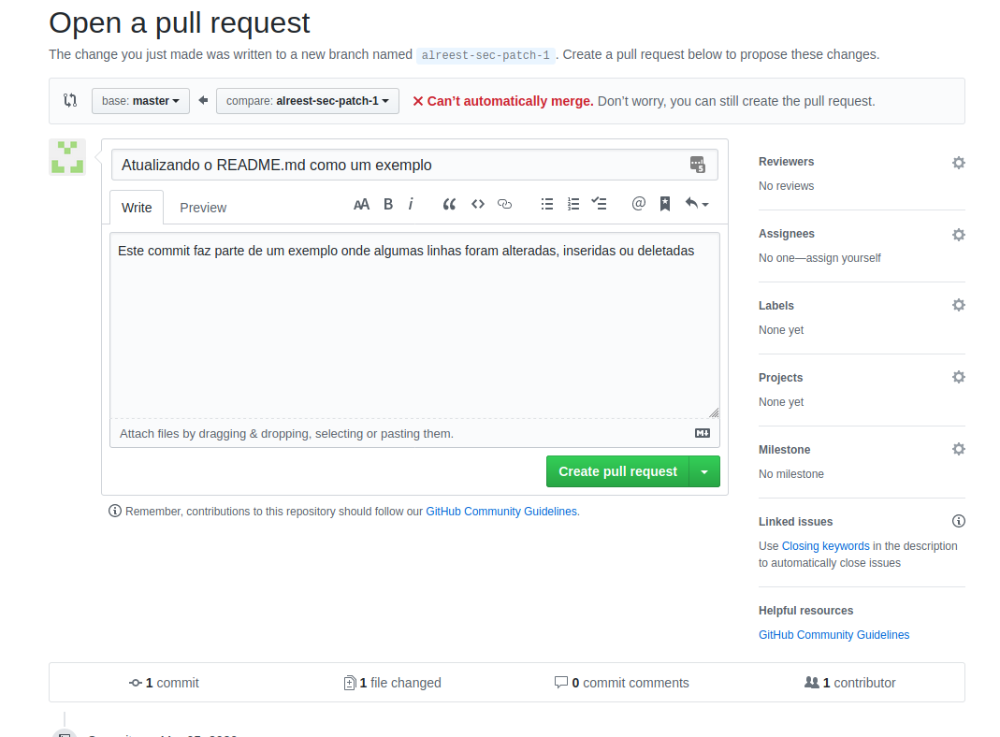 Open a pull request
The change you just made was written to a new branch named alreest-sec-patch-1 . Create a pull request below to propose these changes.
base: master
compare: alreest-sec-patch-1
Can’t automatically merge. Don’t worry, you can still create the pull request.
Atualizando o README.md como um exemplo
5
Write
Preview
AA B i
Este commit faz parte de um exemplo onde algumas linhas foram alteradas, inseridas ou deletadas
Attach files by dragging & dropping, selecting or pasting them.
Create pull request
Remember, contributions to this repository should follow our GitHub Community Guidelines.
Reviewers
No reviews
Assignees
No one—assign yourself
Labels
None yet
Projects
None yet
Milestone
No milestone
Linked issues
Use Closing keywords in the description
to automatically close issues
Helpful resources
GitHub Community Guidelines
1 commit
1 file changed
0 commit comments
1 contributor